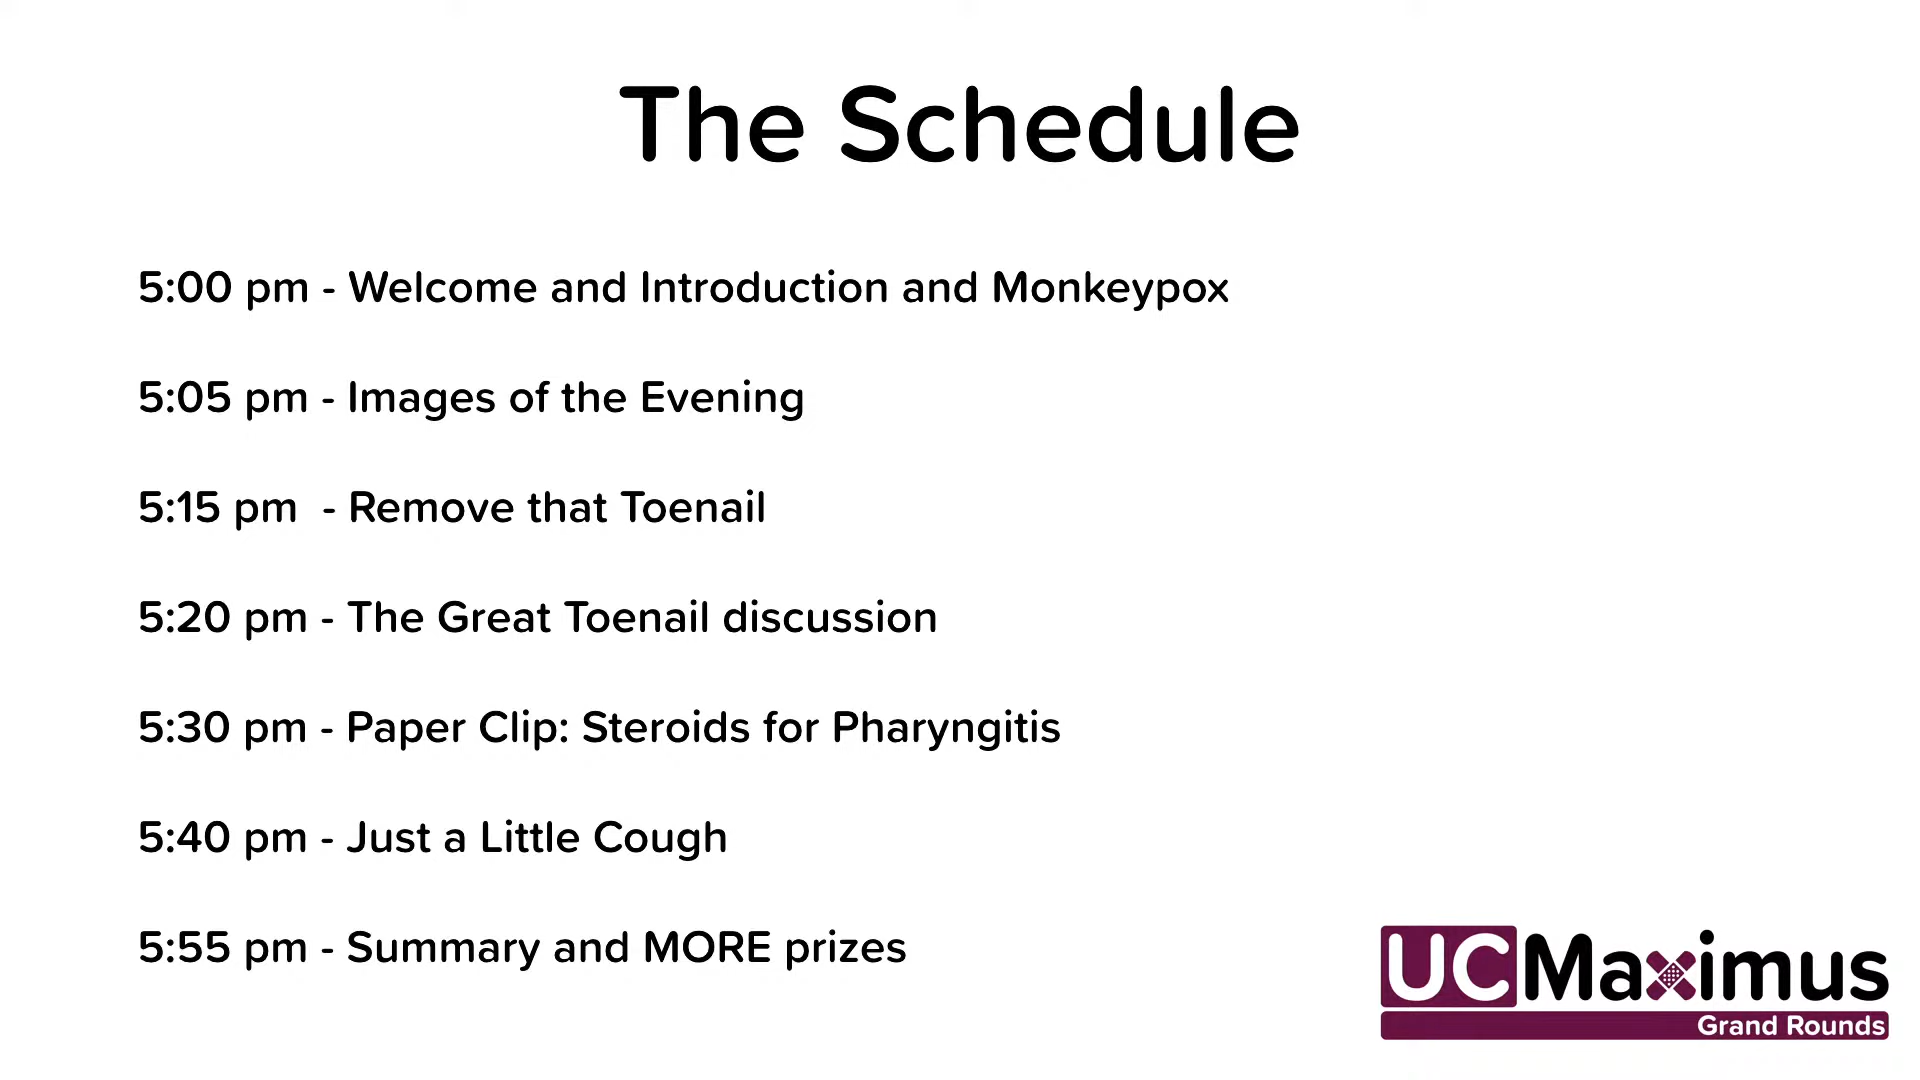 The Schedule
5:00 pm - Welcome and Introduction and Monkeypox
5:05 pm - Images of the Evening
5:15 pm  - Remove that Toenail
5:20 pm - The Great Toenail discussion
5:30 pm - Paper Clip: Steroids for Pharyngitis
5:40 pm - Just a Little Cough
5:55 pm - Summary and MORE prizes
UCMaximus
Grand Rounds